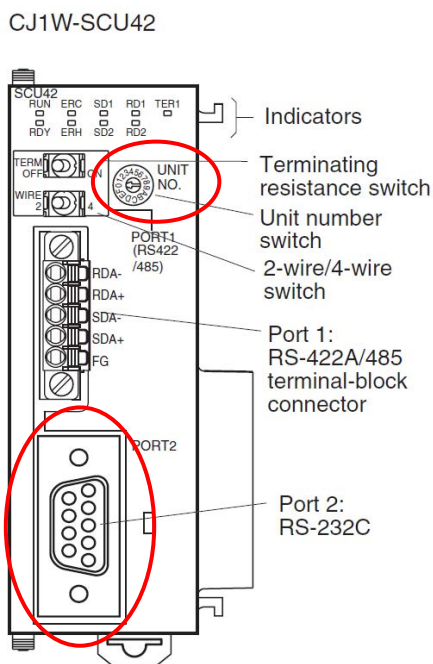 CJ1W-SCU42
SCU42
RUN ERC SD1 RD1 TER1
RDY ERH SD2 RD2
Indicators
TERM
OFF ON
UNIT
NO.
0123456789ABCDEF
Terminating
resistance switch
WIRE
2 4
Unit number
switch
PORT1
(RS422
/485)
2-wire/4-wire
switch
RDA-
RDA+
SDA-
SDA+
FG
Port 1:
RS-422A/485
terminal-block
connector
PORT2
Port 2:
RS-232C